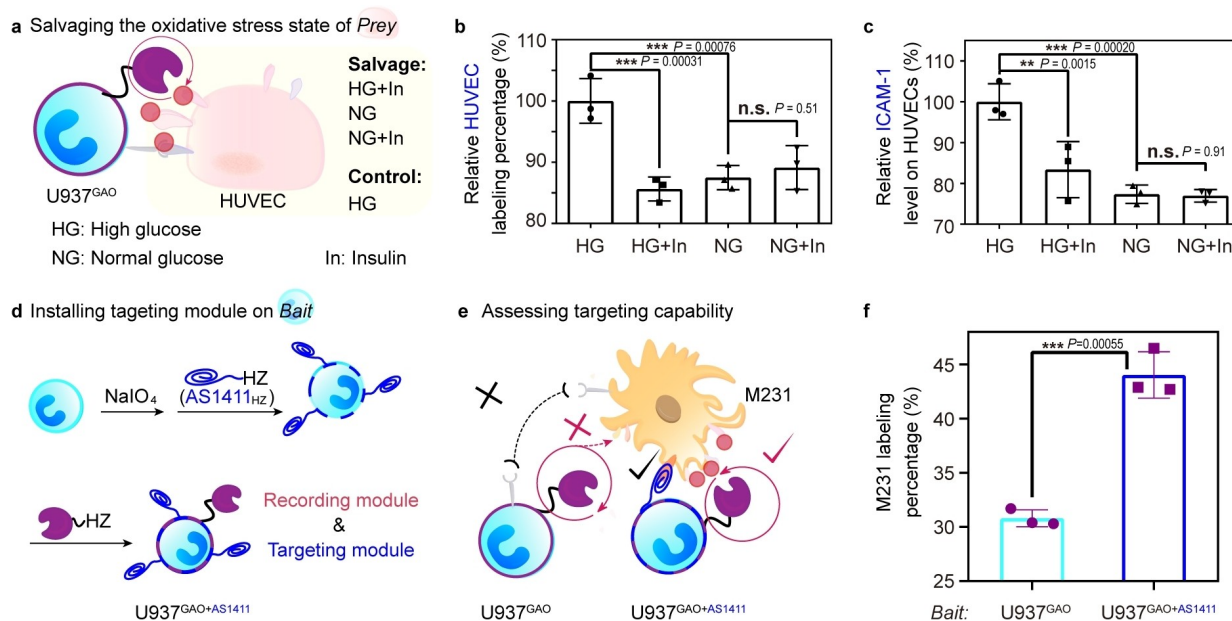 a Salvaging the oxidative stress state of Prey
Salvage:
HG+In
NG
NG+In
Control:
HG
U937GAO
HUVEC
HG: High glucose
NG: Normal glucose
In: Insulin
b
Relative HUVEC
labeling percentage (%)
110
100
90
80
*** P = 0.00076
*** P = 0.00031
n.s. P = 0.51
HG
HG+In
NG
NG+In
c
Relative ICAM-1
level on HUVECs (%)
110
100
90
80
70
*** P = 0.00020
** P = 0.0015
n.s. P = 0.91
HG
HG+In
NG
NG+In
d Installing tageting module on Bait
NaIO4
HZ
(AS1411HZ)
HZ
Recording module
&
Targeting module
U937GAO+AS1411
e Assessing targeting capability
M231
U937GAO
U937GAO+AS1411
f
M231 labeling
percentage (%)
45
40
35
30
25
*** P=0.00055
Bait:
U937GAO
U937GAO+AS1411